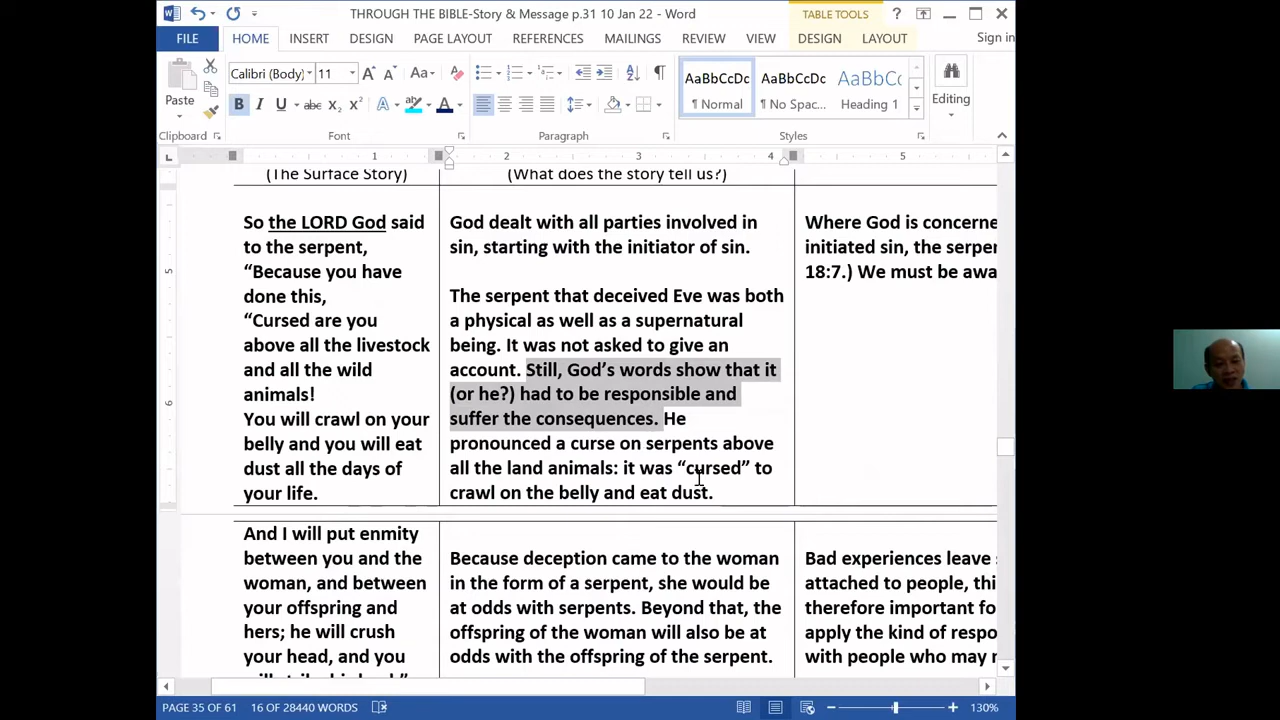 THROUGH THE BIBLE-Story & Message p.31 10 Jan 22 - Word
TABLE TOOLS
FILE HOME INSERT DESIGN PAGE LAYOUT REFERENCES MAILINGS REVIEW VIEW DESIGN LAYOUT Sign in
Calibri (Body) 11
Paste
AaBbCcDc AaBbCcDc AaBbCc
¶ Normal ¶ No Spac... Heading 1
Editing
Clipboard Font Paragraph Styles
1 2 3 4 5
(The Surface Story)
So the LORD God said
to the serpent,
“Because you have
done this,
“Cursed are you
above all the livestock
and all the wild
animals!
You will crawl on your
belly and you will eat
dust all the days of
your life.
(What does the story tell us?)
God dealt with all parties involved in
sin, starting with the initiator of sin.
The serpent that deceived Eve was both
a physical as well as a supernatural
being. It was not asked to give an
account. Still, God’s words show that it
(or he?) had to be responsible and
suffer the consequences. He
pronounced a curse on serpents above
all the land animals: it was “cursed” to
crawl on the belly and eat dust.
Where God is concerne
initiated sin, the serper
18:7.) We must be awa
And I will put enmity
between you and the
woman, and between
your offspring and
hers; he will crush
your head, and you
Because deception came to the woman
in the form of a serpent, she would be
at odds with serpents. Beyond that, the
offspring of the woman will also be at
odds with the offspring of the serpent.
Bad experiences leave
attached to people, thi
therefore important fo
apply the kind of respo
with people who may
5
6
PAGE 35 OF 61 16 OF 28440 WORDS 130%